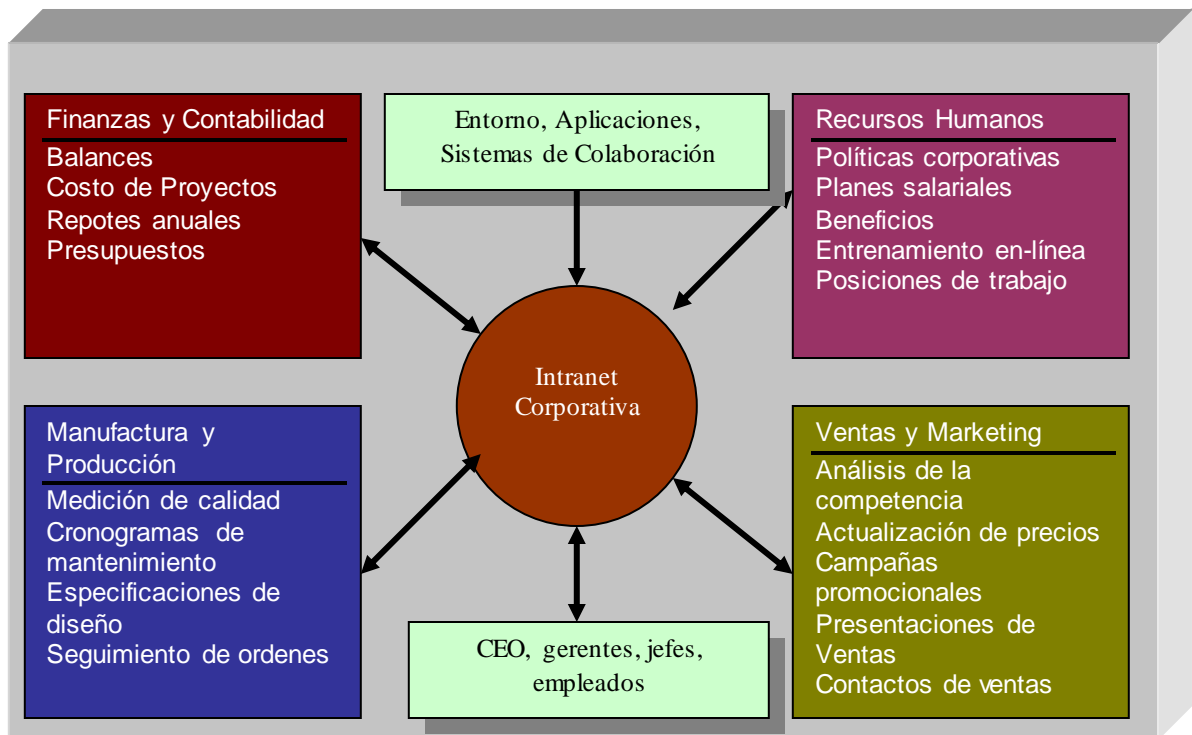 Finanzas y Contabilidad
Balances
Costo de Proyectos
Repotes anuales
Presupuestos
Entorno, Aplicaciones,
Sistemas de Colaboración
Recursos Humanos
Políticas corporativas
Planes salariales
Beneficios
Entrenamiento en-línea
Posiciones de trabajo
Intranet
Corporativa
Manufactura y
Producción
Medición de calidad
Cronogramas de
mantenimiento
Especificaciones de
diseño
Seguimiento de ordenes
CEO, gerentes, jefes,
empleados
Ventas y Marketing
Análisis de la
competencia
Actualización de precios
Campañas
promocionales
Presentaciones de
Ventas
Contactos de ventas